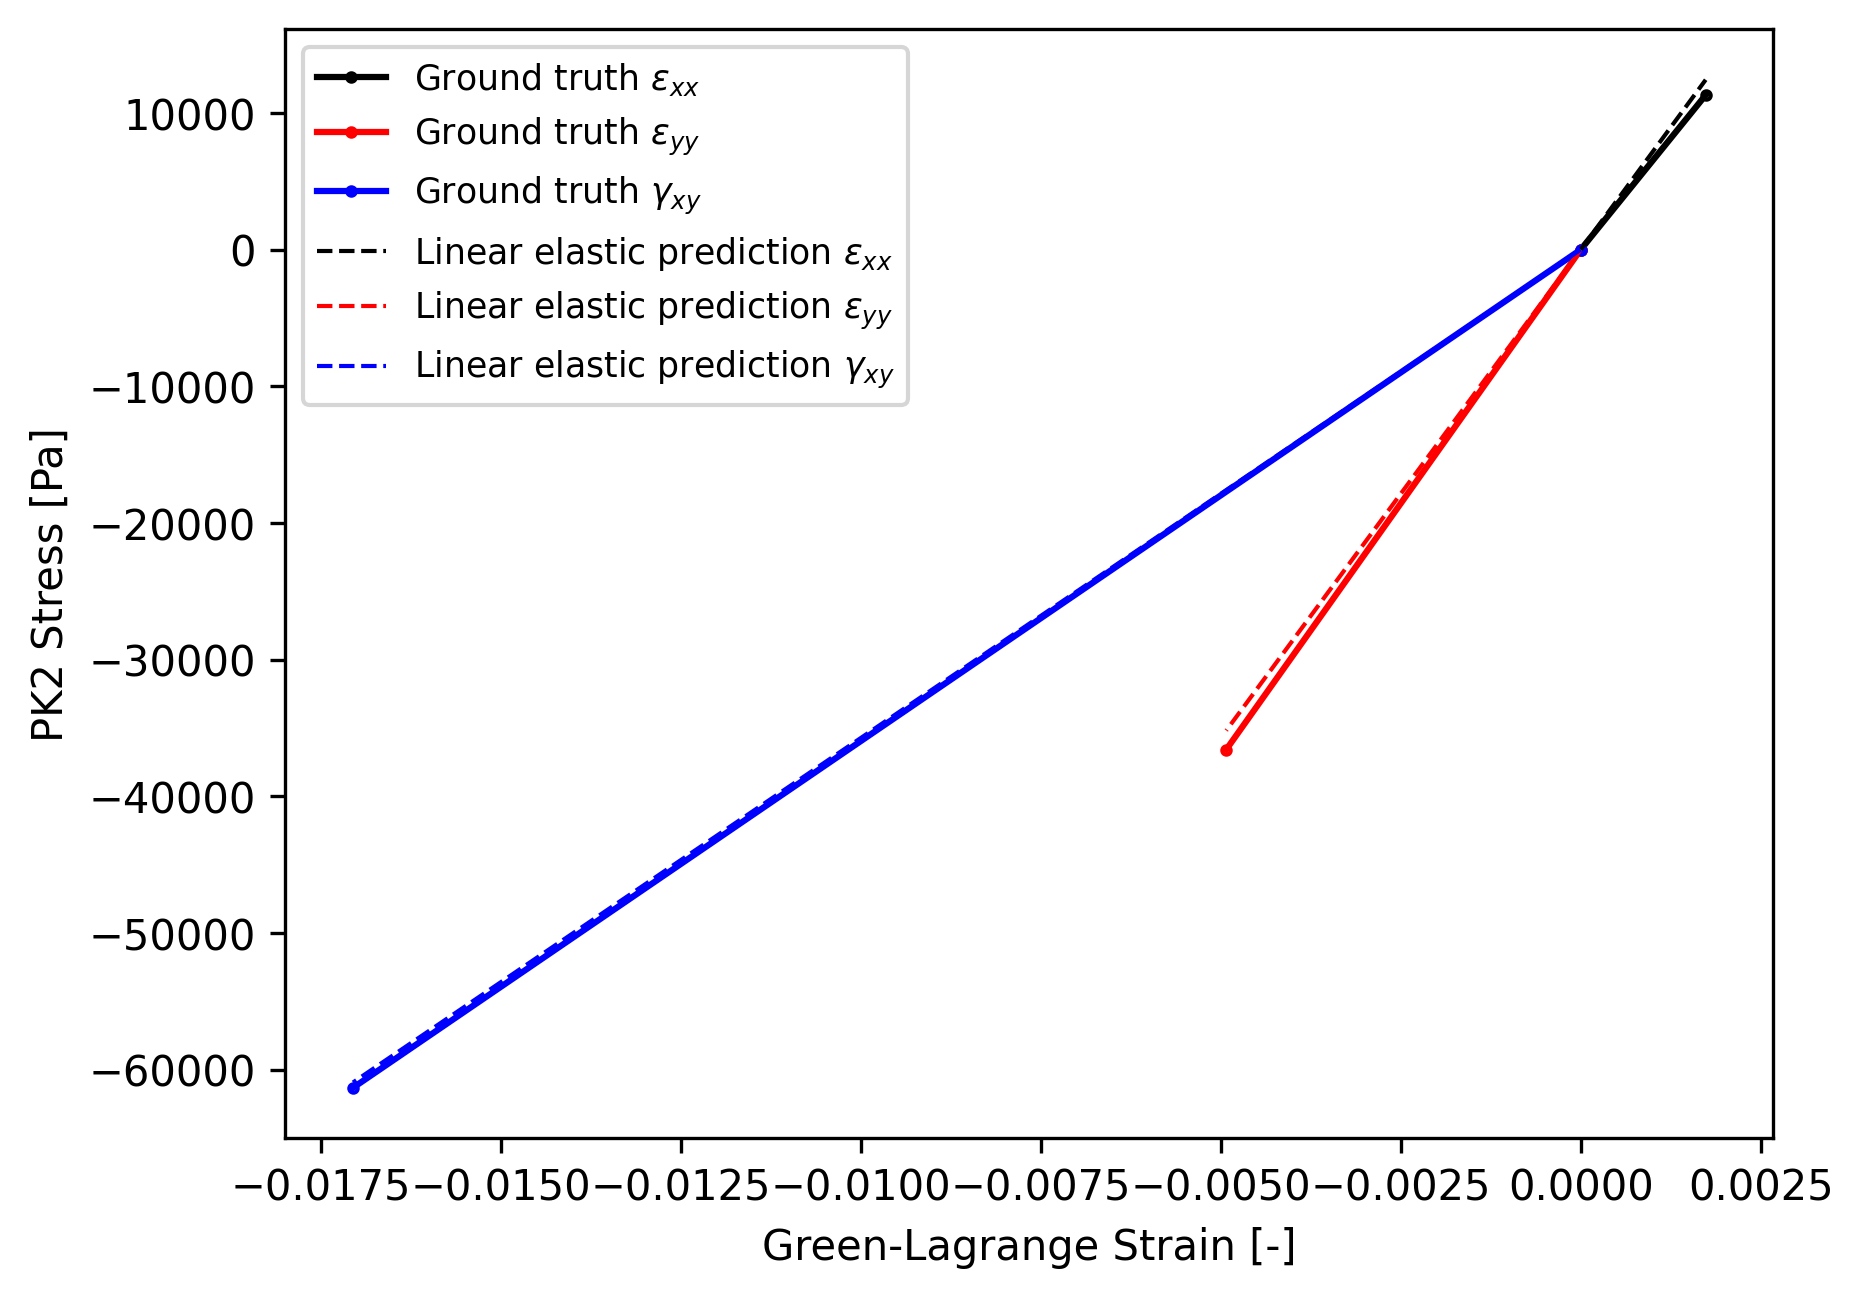 Ground truth εxx
Ground truth εyy
Ground truth γxy
Linear elastic prediction εxx
Linear elastic prediction εyy
Linear elastic prediction γxy
10000
0
−10000
−20000
−30000
−40000
−50000
−60000
PK2 Stress [Pa]
−0.0175 −0.0150 −0.0125 −0.0100 −0.0075 −0.0050 −0.0025 0.0000 0.0025
Green-Lagrange Strain [-]